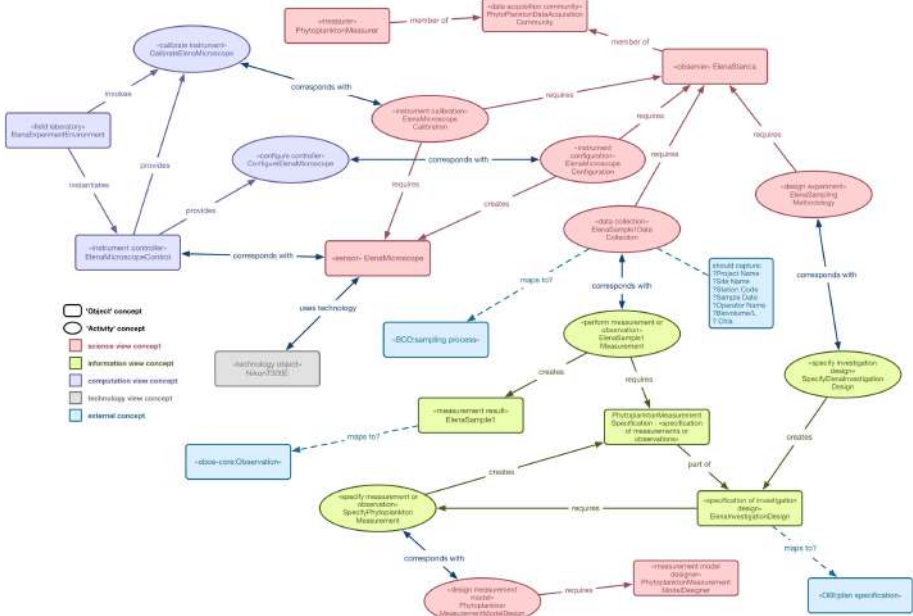 «measurer»
PhytoplanktonMeasurer
member of
«data acquisition community»
PhytoPlanktonDataAcquisition
Community
«calibrate instrument»
CalibrateElenaMicroscope
member of
«observer» ElenaStanca
corresponds with
invokes
requires
«instrument calibration»
ElenaMicroscope
Calibration
requires
requires
«field laboratory»
ElenaExperimentEnvironment
«configure controller»
ConfigureElenaMicroscope
corresponds with
«instrument
configuration»
ElenaMicroscope
Configuration
requires
provides
instantiates
requires
«design experiment»
ElenaSampling
Methodology
provides
creates
«data collection»
ElenaSample1Data
Collection
«instrument controller»
ElenaMicroscopeControl
corresponds with
«sensor» ElenaMicroscope
should capture:
?Project Name
?Site Name
?Station Code
?Sample Date
?Operator Name
?Biovolume/L
? Chla
corresponds with
maps to?
corresponds with
uses technology
'Object' concept
'Activity' concept
science view concept
information view concept
computation view concept
technology view concept
external concept
«BCO:sampling process»
«perform measurement or
observation»
ElenaSample1
Measurement
«technology object»
«specify investigation
design»
SpecifyElenaInvestigation
Design
creates
requires
«measurement result»
ElenaSample1
PhytoplanktonMeasurement
Specification : «specification
of measurements or
observations»
maps to?
creates
«oboe-core:Observation»
creates
part of
«specify measurement or
observation»
SpecifyPhytoplankton
Measurement
requires
«specification of investigation
design»
ElenaInvestigationDesign
maps to?
corresponds with
«design measurement
model»
Phytoplankton
MeasurementModelDesign
requires
«measurement model
designer»
PhytoplanktonMeasurement
ModelDesigner
«OBI:plan specification»